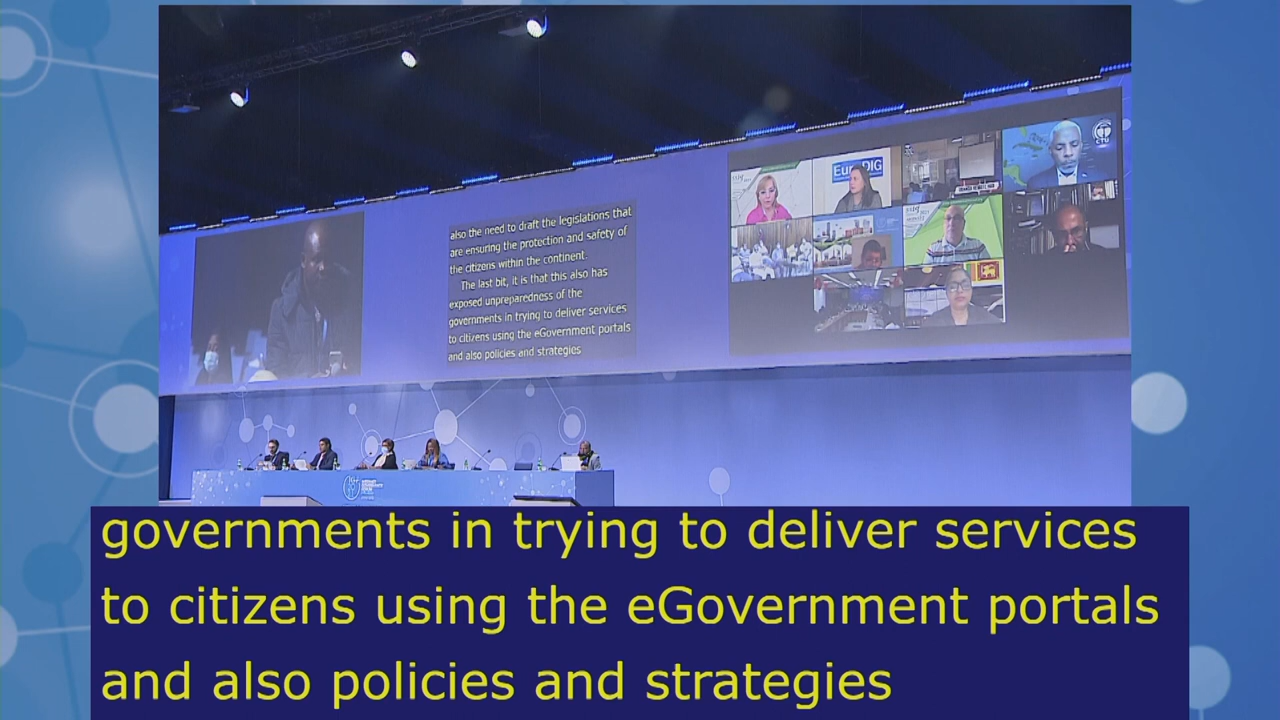 also the need to draft the legislations that
are ensuring the protection and safety of
the citizens within the continent.
The last bit, it is that this also has
exposed unpreparedness of the
governments in trying to deliver services
to citizens using the eGovernment portals
and also policies and strategies
EuroDIG
CTU
governments in trying to deliver services
to citizens using the eGovernment portals
and also policies and strategies